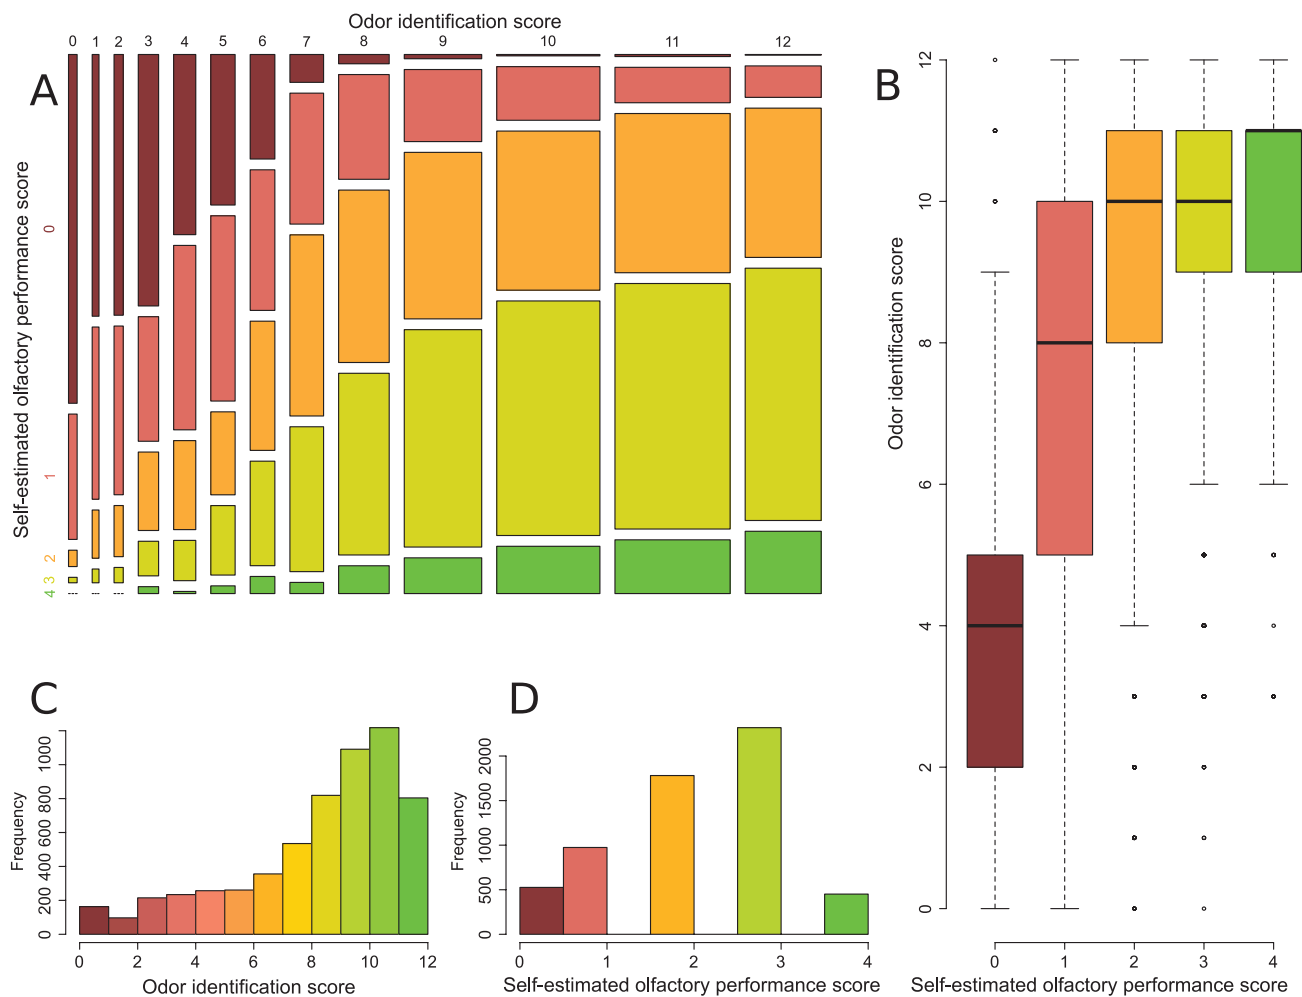 Odor identification score
0 1 2 3 4 5 6 7 8 9 10 11 12
A
Self-estimated olfactory performance score
0
1
2
3
4
B
Odor identification score
12
10
8
6
4
2
0
0 1 2 3 4
Self-estimated olfactory performance score
C
Frequency
1000
800
600
400
200
0
0 2 4 6 8 10 12
Odor identification score
D
Frequency
2000
1500
1000
500
0
0 1 2 3 4
Self-estimated olfactory performance score